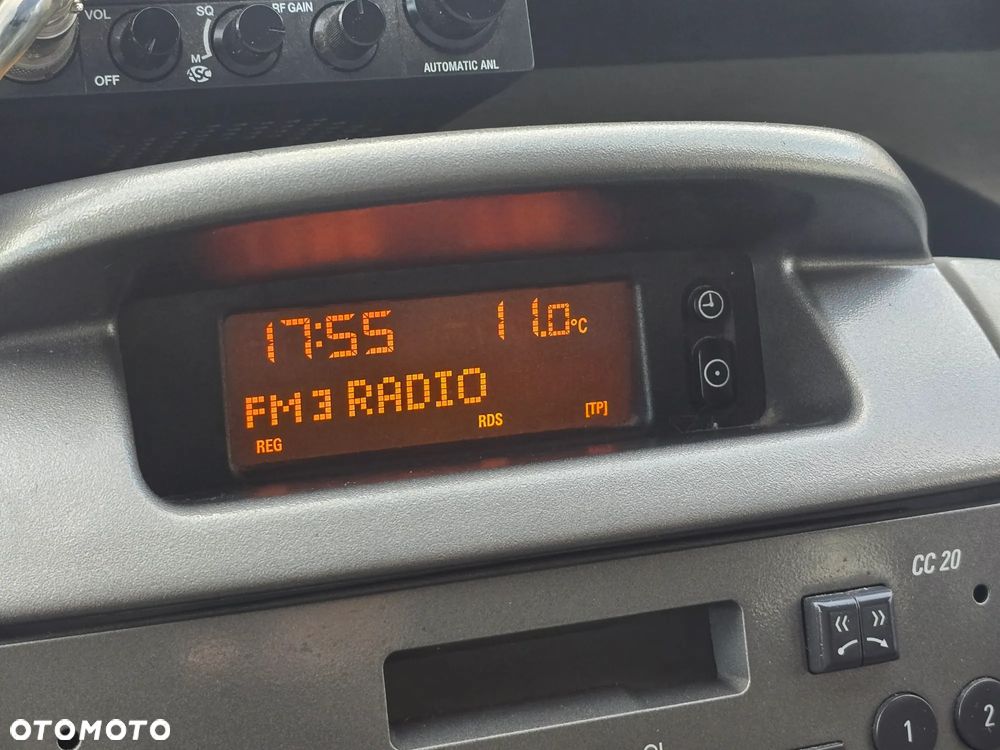 VOL SQ RF GAIN
OFF M
ASC
AUTOMATIC ANL
17:55 11.0°C
FM3 RADIO
REG RDS [TP]
CC 20
1 2
OTOMOTO